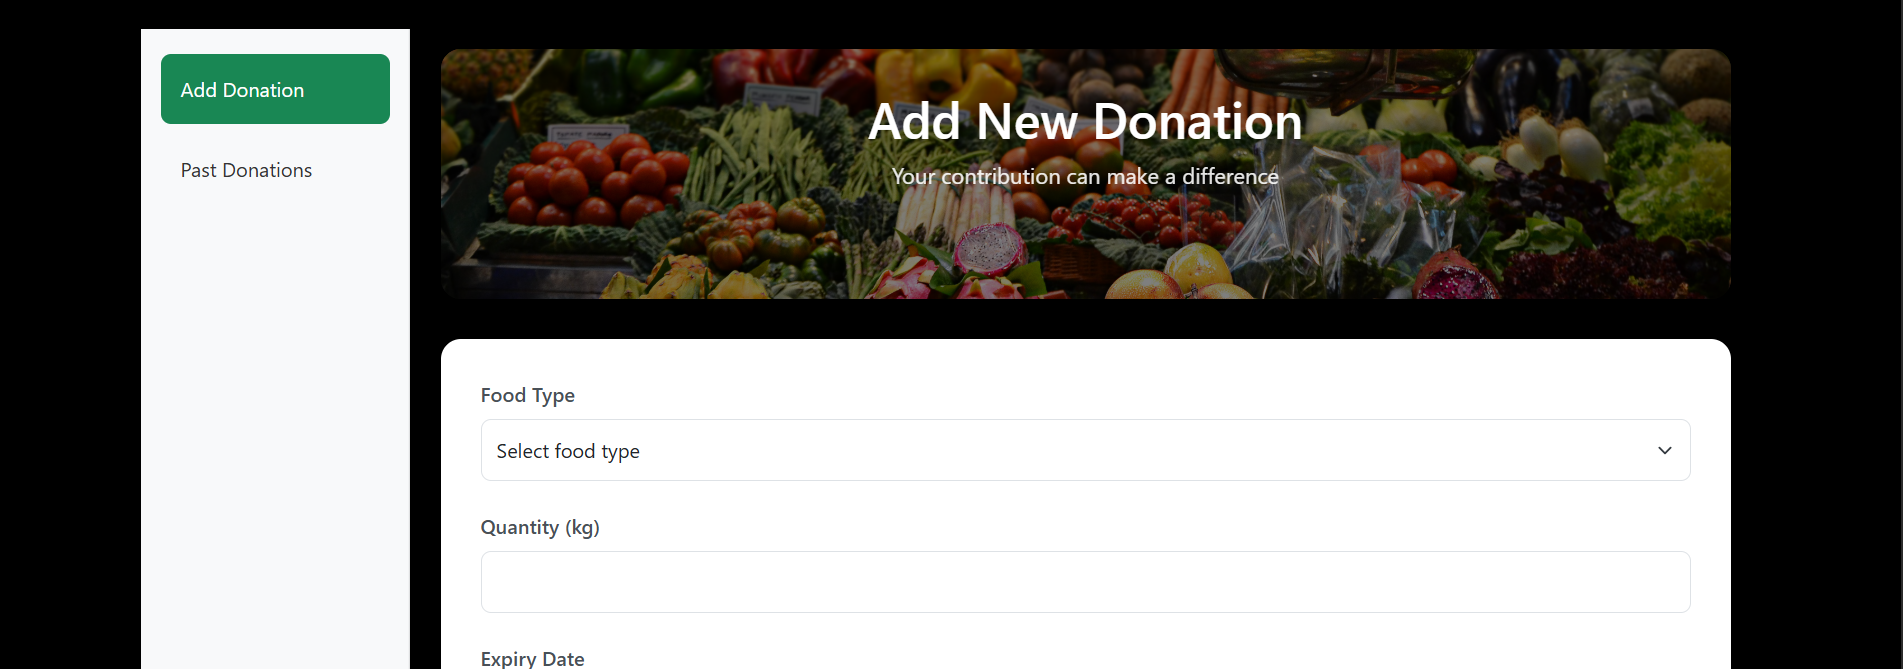 Add Donation
Past Donations
Add New Donation
Your contribution can make a difference
Food Type
Select food type
Quantity (kg)
Expiry Date